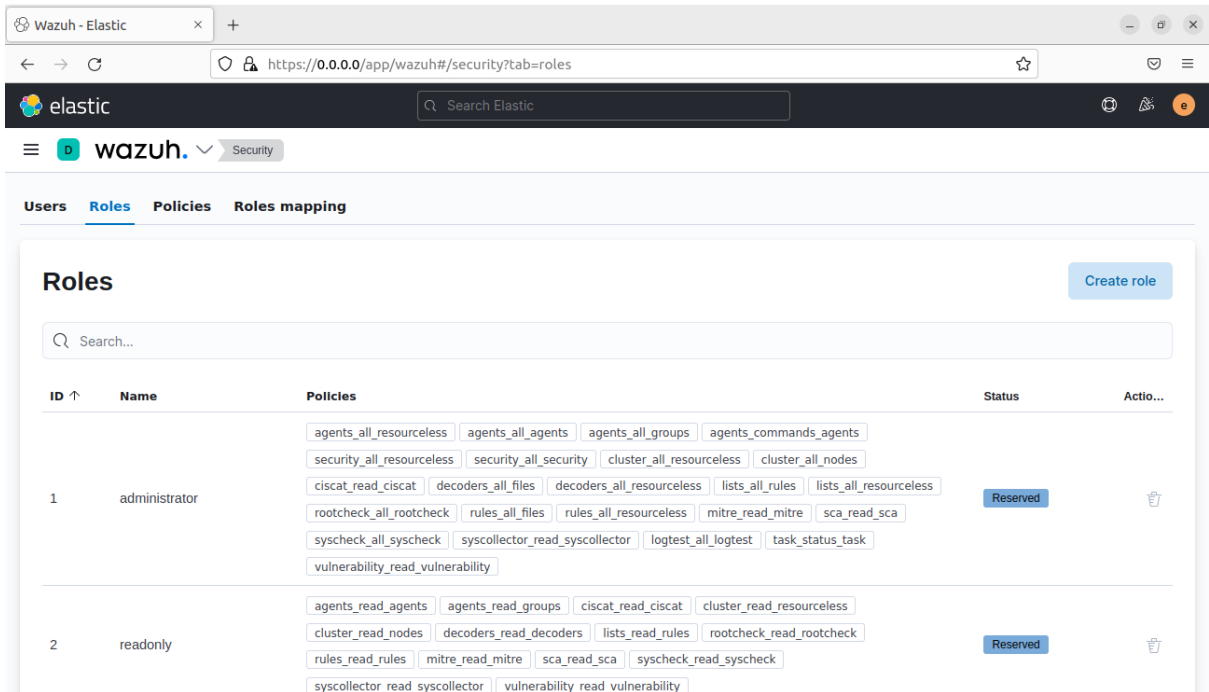 Wazuh - Elastic
https://0.0.0.0/app/wazuh#/security?tab=roles
elastic
Search Elastic
e
D wazuh. Security
Users Roles Policies Roles mapping
Roles
Create role
Search...
ID Name Policies Status Actio...
agents_all_resourceless agents_all_agents agents_all_groups agents_commands_agents
security_all_resourceless security_all_security cluster_all_resourceless cluster_all_nodes
ciscat_read_ciscat decoders_all_files decoders_all_resourceless lists_all_rules lists_all_resourceless
1 administrator rootcheck_all_rootcheck rules_all_files rules_all_resourceless mitre_read_mitre sca_read_sca Reserved
syscheck_all_syscheck syscollector_read_syscollector logtest_all_logtest task_status_task
vulnerability_read_vulnerability
agents_read_agents agents_read_groups ciscat_read_ciscat cluster_read_resourceless
cluster_read_nodes decoders_read_decoders lists_read_rules rootcheck_read_rootcheck
2 readonly rules_read_rules mitre_read_mitre sca_read_sca syscheck_read_syscheck Reserved
syscollector_read_syscollector vulnerability_read_vulnerability